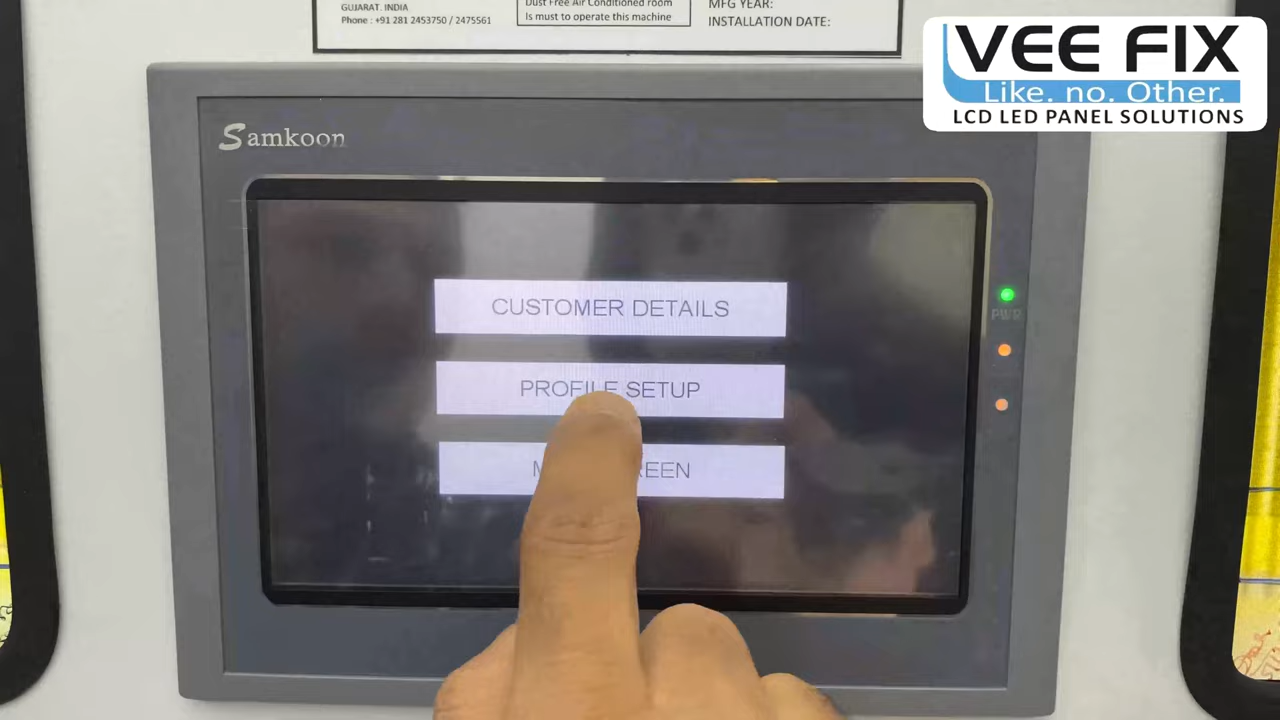 GUJARAT. INDIA
Phone : +91 281 2453750 / 2475561
Dust Free Air Conditioned room
Is must to operate this machine
MFG YEAR:
INSTALLATION DATE:
VEE FIX
Like. no. Other.
LCD LED PANEL SOLUTIONS
Samkoon
CUSTOMER DETAILS
PROFILE SETUP
PWR